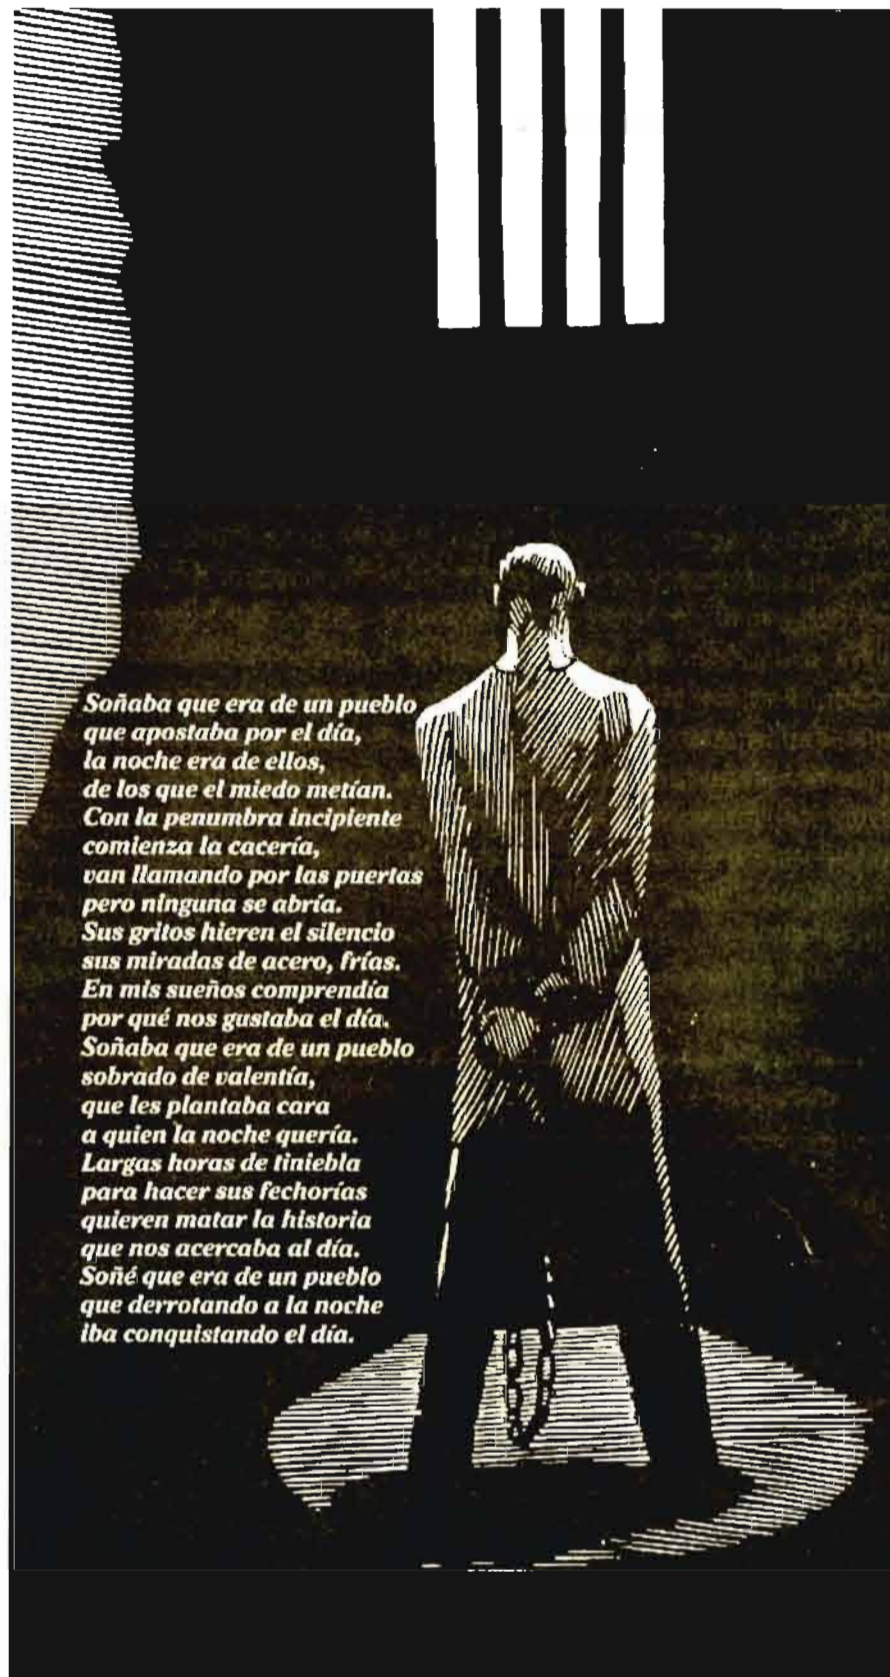 Soñaba que era de un pueblo
que apostaba por el día,
la noche era de ellos,
de los que el miedo metían.
Con la penumbra incipiente
comienza la cacería,
van llamando por las puertas
pero ninguna se abría.
Sus gritos hieren el silencio
sus miradas de acero, frías.
En mis sueños comprendía
por qué nos gustaba el día.
Soñaba que era de un pueblo
sobrado de valentía,
que les plantaba cara
a quien la noche quería.
Largas horas de tiniebla
para hacer sus fechorías
quieren matar la historia
que nos acercaba al día.
Soñé que era de un pueblo
que derrotando a la noche
iba conquistando el día.